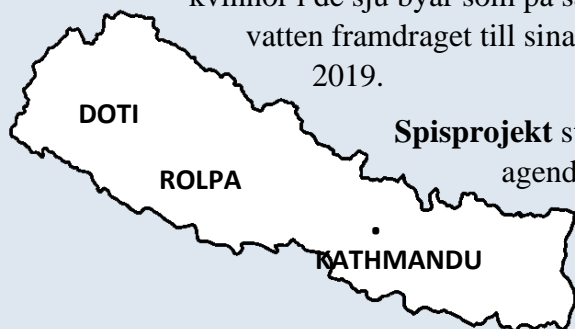 kvinnor i de sju byar som på
vatten framdraget till sina
2019.
DOTI
Spisprojekt
agend
ROLPA
KATHMANDU